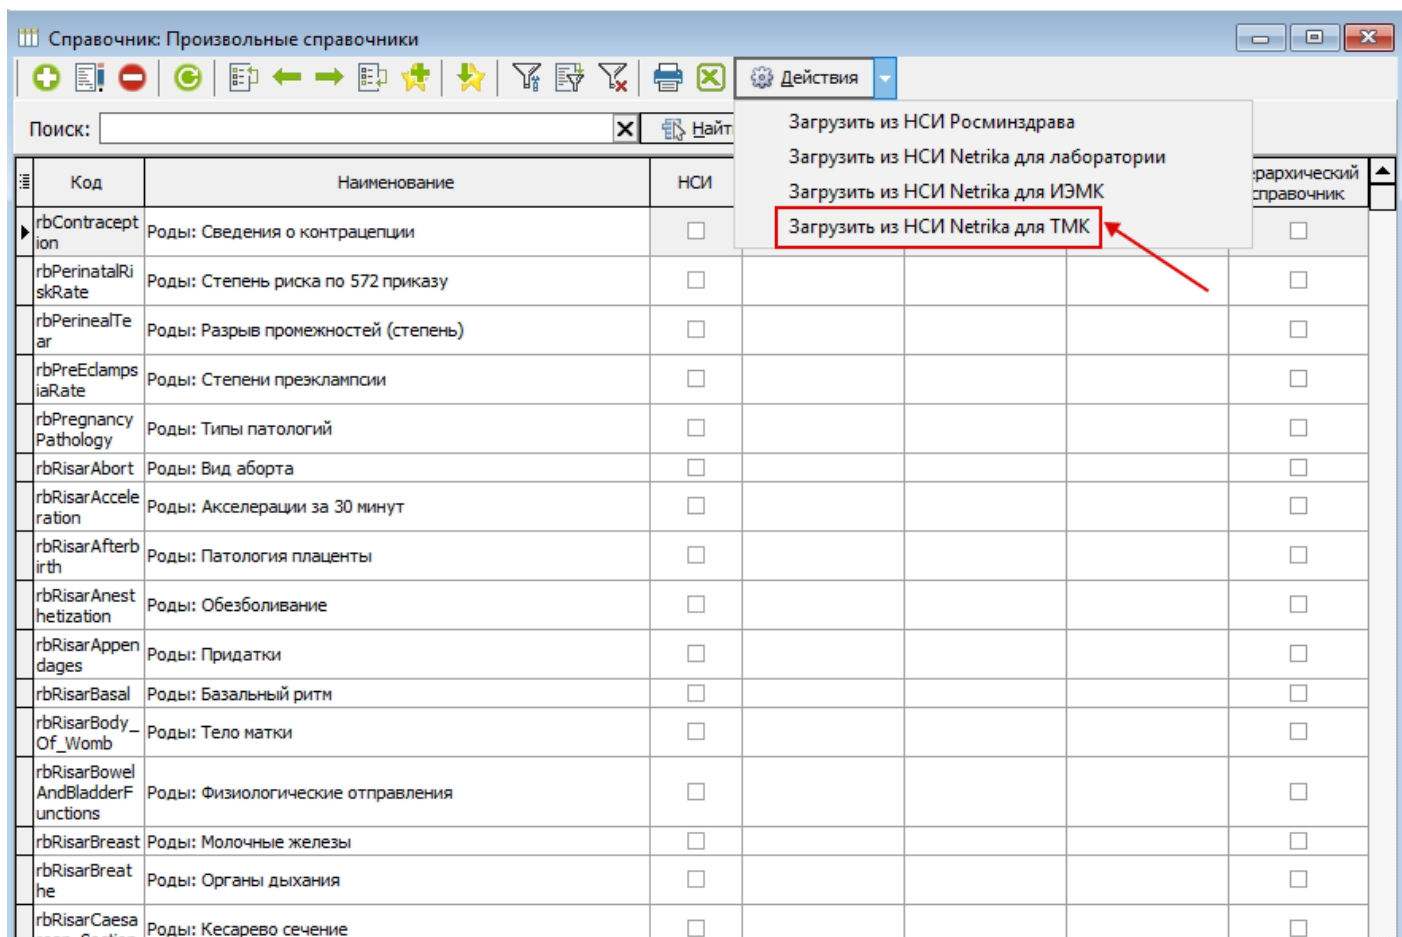 Справочник: Произвольные справочники
Действия
Поиск:
Найт
Загрузить из НСИ Росминздрава
Загрузить из НСИ Netrika для лаборатории
Загрузить из НСИ Netrika для ИЭМК
Загрузить из НСИ Netrika для ТМК
Код
Наименование
НСИ
рархический
справочник
rbContracept
ion
Роды: Сведения о контрацепции
rbPerinatalRi
skRate
Роды: Степень риска по 572 приказу
rbPerinealTe
ar
Роды: Разрыв промежностей (степень)
rbPreEclamps
iaRate
Роды: Степени преэклампсии
rbPregnancy
Pathology
Роды: Типы патологий
rbRisarAbort Роды: Вид аборта
rbRisarAccele
ration
Роды: Акселерации за 30 минут
rbRisarAfterb
irth
Роды: Патология плаценты
rbRisarAnest
hetization
Роды: Обезболивание
rbRisarAppen
dages
Роды: Придатки
rbRisarBasal Роды: Базальный ритм
rbRisarBody_
Of_Womb
Роды: Тело матки
rbRisarBowel
AndBladderF
unctions
Роды: Физиологические отправления
rbRisarBreast Роды: Молочные железы
rbRisarBreat
he
Роды: Органы дыхания
rbRisarCaesa
Роды: Кесарево сечение